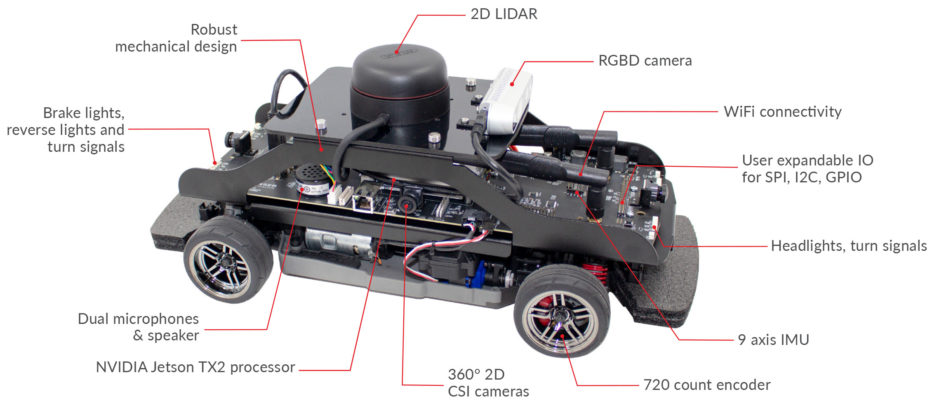 2D LIDAR
Robust
mechanical design
RGBD camera
Brake lights,
reverse lights and
turn signals
WiFi connectivity
User expandable IO
for SPI, I2C, GPIO
Headlights, turn signals
Dual microphones
& speaker
9 axis IMU
NVIDIA Jetson TX2 processor
360° 2D
CSI cameras
720 count encoder